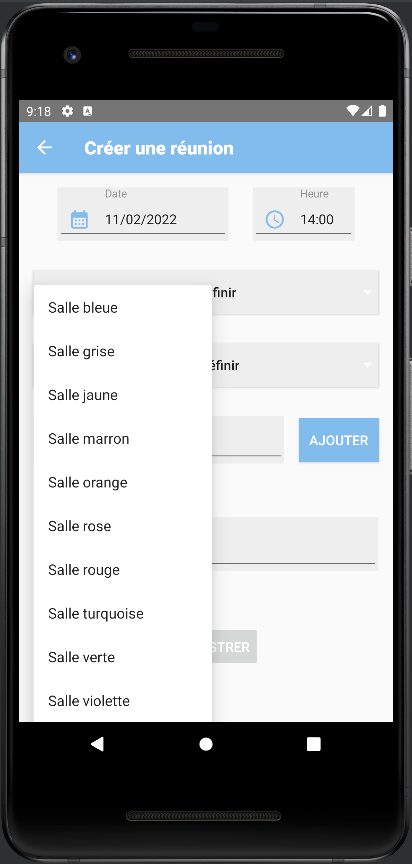 9:18
Créer une réunion
Date
Heure
11/02/2022
14:00
finir
éfinir
AJOUTER
STRER
Salle bleue
Salle grise
Salle jaune
Salle marron
Salle orange
Salle rose
Salle rouge
Salle turquoise
Salle verte
Salle violette